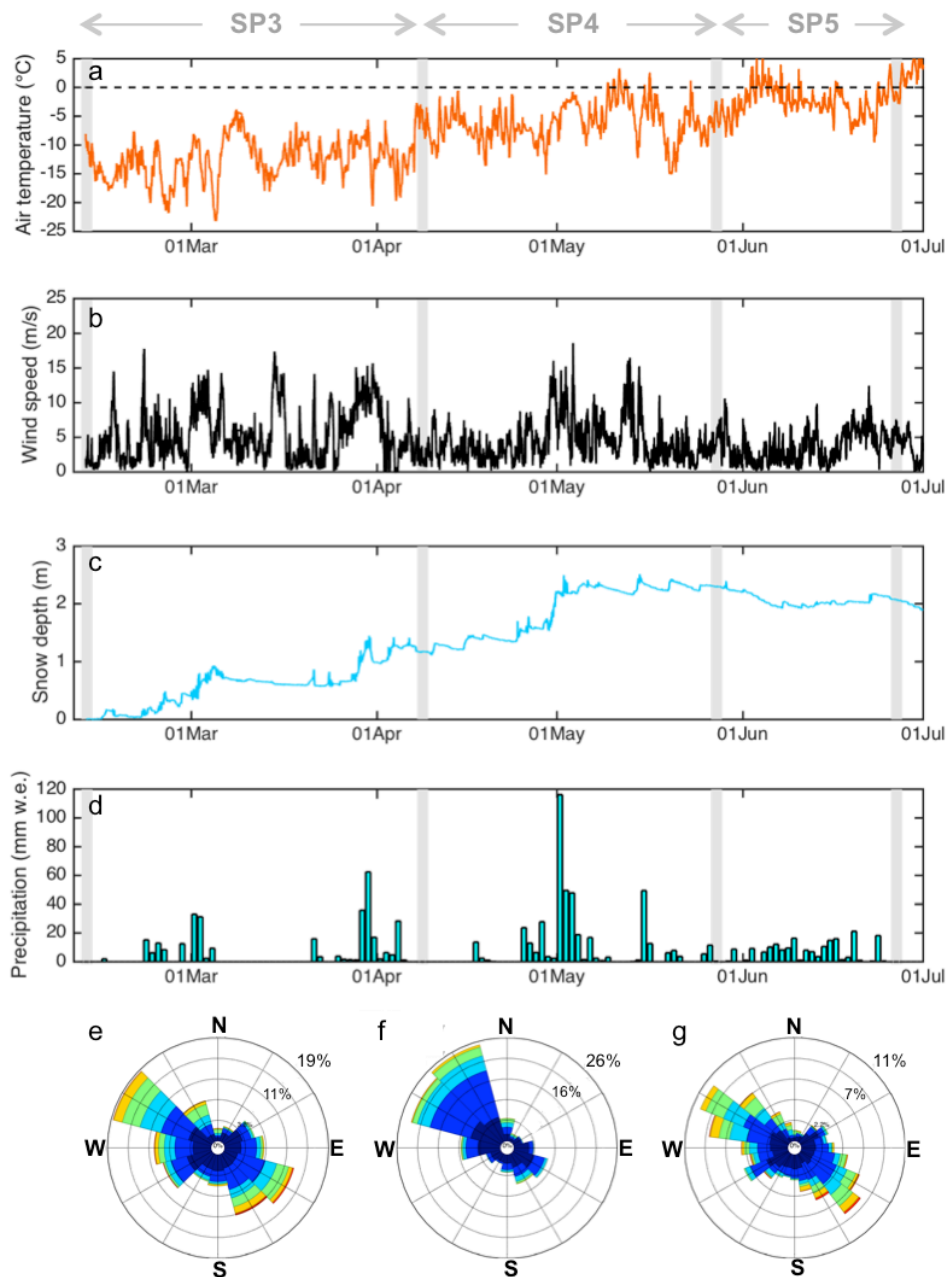 SP3 SP4 SP5
a
Air temperature (°C)
5
0
-5
-10
-15
-20
-25
01Mar 01Apr 01May 01Jun 01Jul
b
Wind speed (m/s)
25
20
15
10
5
0
01Mar 01Apr 01May 01Jun 01Jul
c
Snow depth (m)
3
2
1
0
01Mar 01Apr 01May 01Jun 01Jul
d
Precipitation (mm w.e.)
120
100
80
60
40
20
0
01Mar 01Apr 01May 01Jun 01Jul
e
N
19%
11%
W
E
S
f
N
26%
16%
W
E
S
g
N
11%
7%
W
E
S